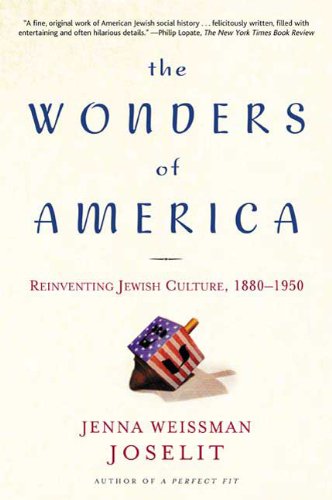 "A fine, original work of American Jewish social history . . . felicitously written, filled with
entertaining and often hilarious details."—Philip Lopate, The New York Times Book Review
the
WONDERS
of
AMERICA
REINVENTING JEWISH CULTURE, 1880–1950
JENNA WEISSMAN
JOSELIT
AUTHOR OF A PERFECT FIT